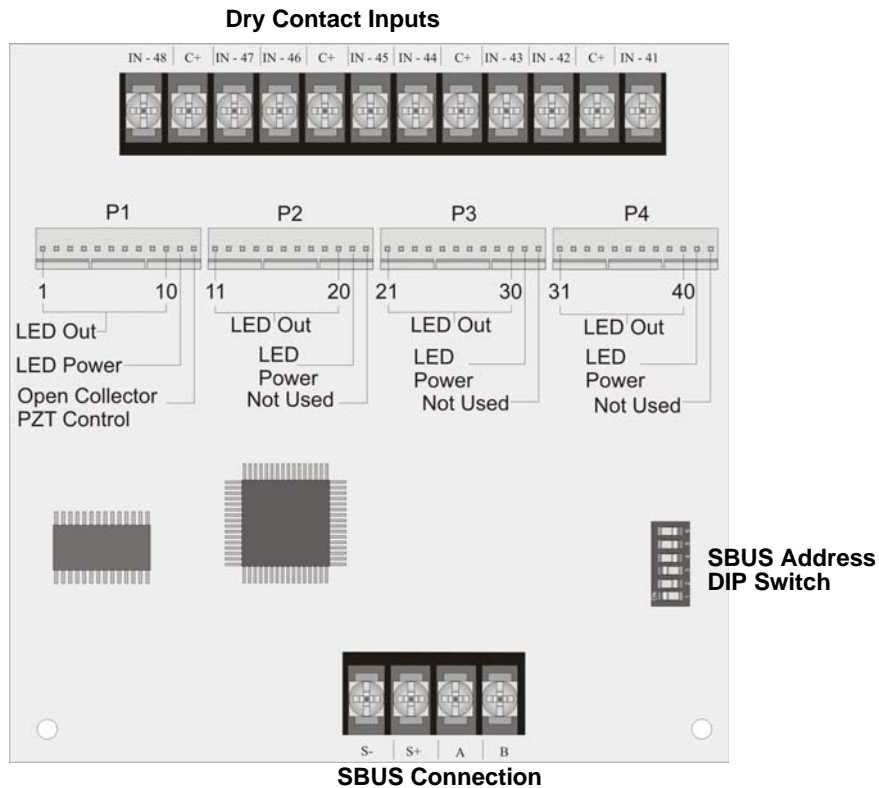 Dry Contact Inputs
IN - 48 C+ IN - 47 IN - 46 C+ IN - 45 IN - 44 C+ IN - 43 IN - 42 C+ IN - 41
P1 P2 P3 P4
1 10 11 20 21 30 31 40
LED Out
LED Power
Open Collector
PZT Control
LED Out
LED
Power
Not Used
LED Out
LED
Power
Not Used
LED Out
LED
Power
Not Used
SBUS Address
DIP Switch
S- S+ A B
SBUS Connection